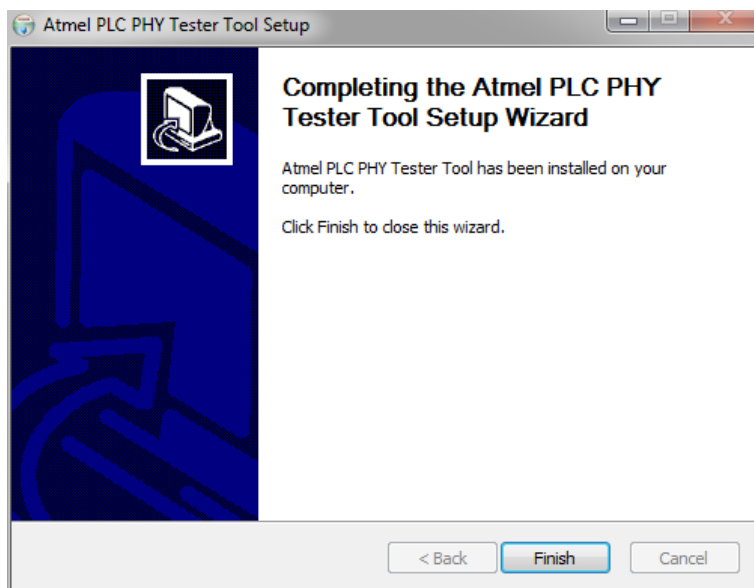 Atmel PLC PHY Tester Tool Setup
Completing the Atmel PLC PHY
Tester Tool Setup Wizard
Atmel PLC PHY Tester Tool has been installed on your
computer.
Click Finish to close this wizard.
< Back
Finish
Cancel